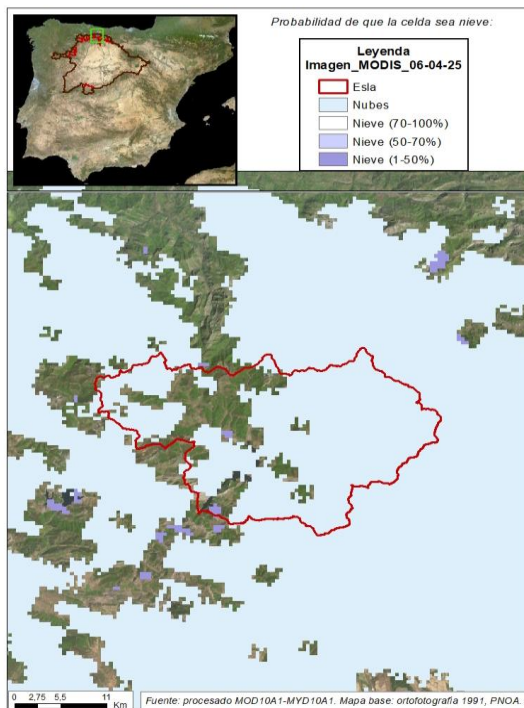 Probabilidad de que la celda sea nieve:
Leyenda
Imagen_MODIS_06-04-25
Esla
Nubes
Nieve (70-100%)
Nieve (50-70%)
Nieve (1-50%)
0 2,75 5,5 11
Km
Fuente: procesado MOD10A1-MYD10A1. Mapa base: ortofotografía 1991, PNOA.